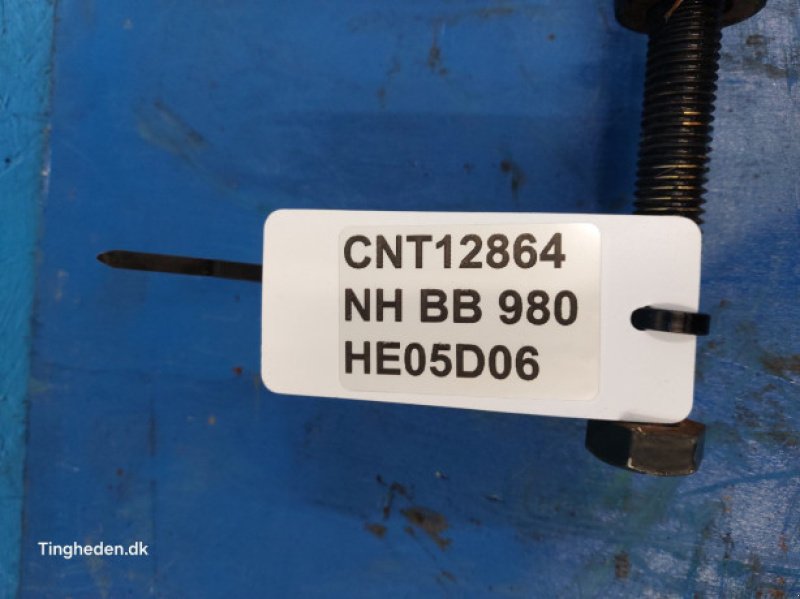 CNT12864
NH BB 980
HE05D06
Tingheden.dk